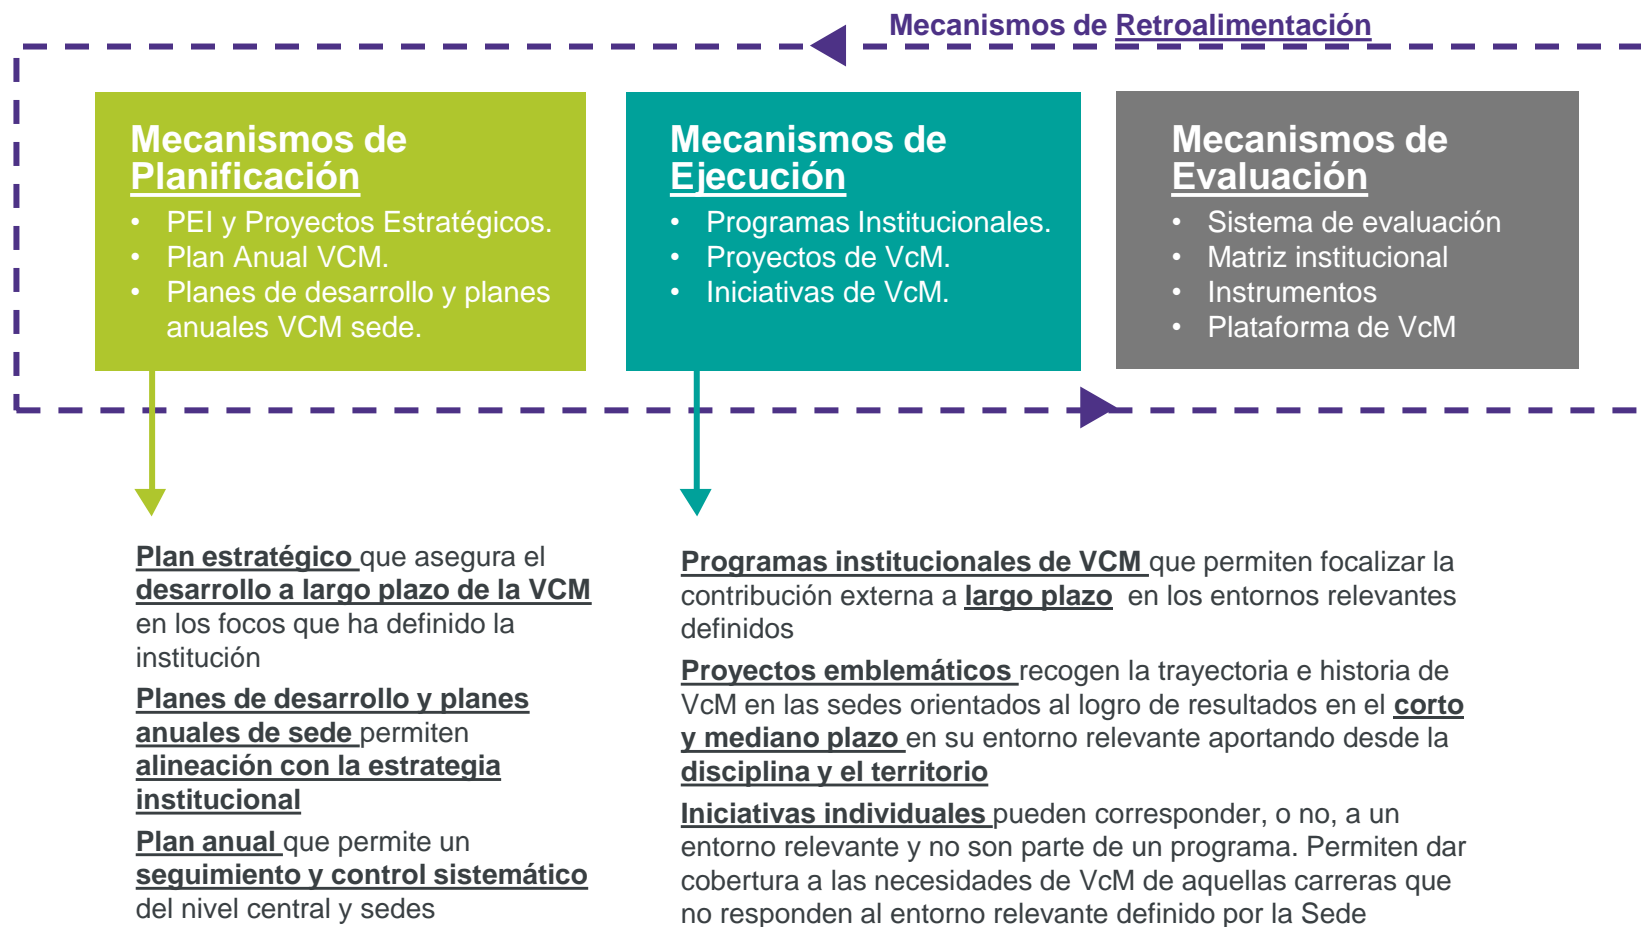 Mecanismos de Retroalimentación
Mecanismos de
Planificación
• PEI y Proyectos Estratégicos.
• Plan Anual VCM.
• Planes de desarrollo y planes
anuales VCM sede.
Mecanismos de
Ejecución
• Programas Institucionales.
• Proyectos de VcM.
• Iniciativas de VcM.
Mecanismos de
Evaluación
• Sistema de evaluación
• Matriz institucional
• Instrumentos
• Plataforma de VcM
Plan estratégico que asegura el
desarrollo a largo plazo de la VCM
en los focos que ha definido la
institución
Planes de desarrollo y planes
anuales de sede permiten
alineación con la estrategia
institucional
Plan anual que permite un
seguimiento y control sistemático
del nivel central y sedes
Programas institucionales de VCM que permiten focalizar la
contribución externa a largo plazo en los entornos relevantes
definidos
Proyectos emblemáticos recogen la trayectoria e historia de
VcM en las sedes orientados al logro de resultados en el corto
y mediano plazo en su entorno relevante aportando desde la
disciplina y el territorio
Iniciativas individuales pueden corresponder, o no, a un
entorno relevante y no son parte de un programa. Permiten dar
cobertura a las necesidades de VcM de aquellas carreras que
no responden al entorno relevante definido por la Sede